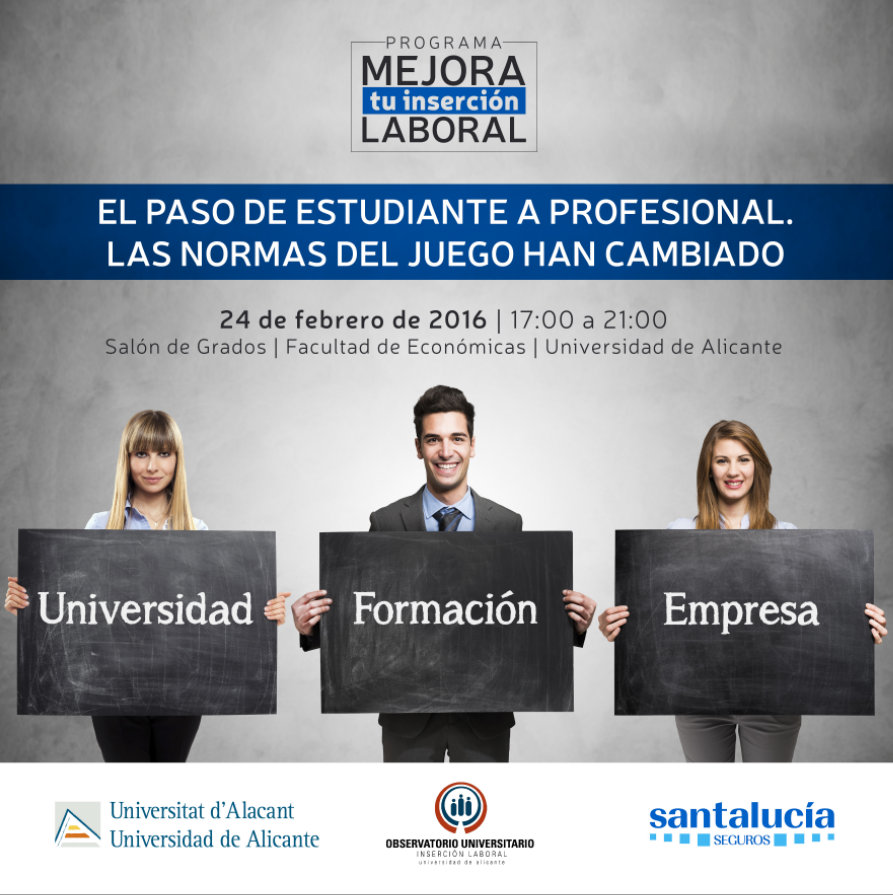 PROGRAMA
MEJORA
tu inserción
LABORAL
EL PASO DE ESTUDIANTE A PROFESIONAL.
LAS NORMAS DEL JUEGO HAN CAMBIADO
24 de febrero de 2016 | 17:00 a 21:00
Salón de Grados | Facultad de Económicas | Universidad de Alicante
Universidad
Formación
Empresa
Universitat d'Alacant
Universidad de Alicante
OBSERVATORIO UNIVERSITARIO
INSERCIÓN LABORAL
universidad de alicante
santalucía
SEGUROS